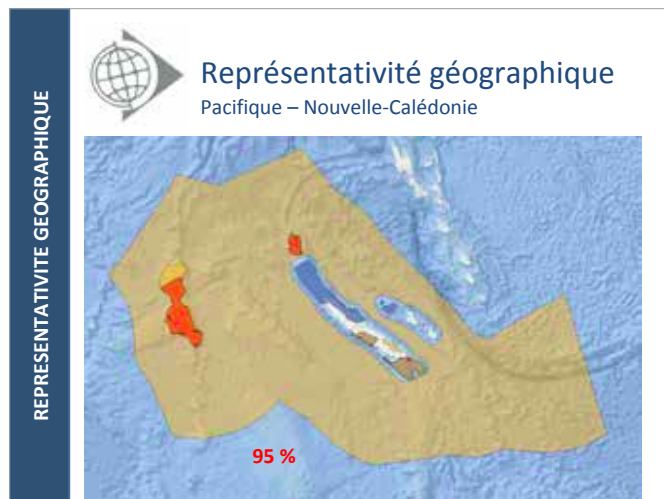 REPRESENTATIVITE GEOGRAPHIQUE
Représentativité géographique
Pacifique – Nouvelle-Calédonie
95 %